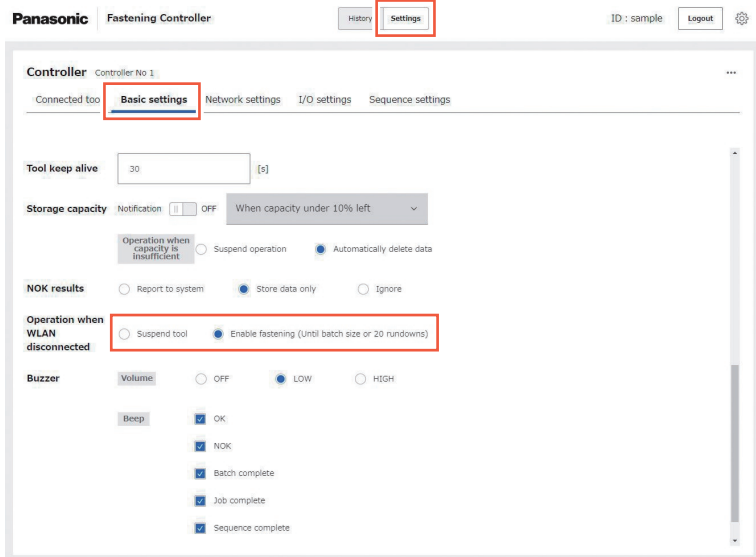 Panasonic Fastening Controller History Settings ID : sample Logout
Controller Controller No 1 ...
Connected too Basic settings Network settings I/O settings Sequence settings
Tool keep alive 30 [s]
Storage capacity Notification OFF When capacity under 10% left
Operation when
capacity is
insufficient
Suspend operation Automatically delete data
NOK results Report to system Store data only Ignore
Operation when
WLAN
disconnected
Suspend tool Enable fastening (Until batch size or 20 rundowns)
Buzzer Volume OFF LOW HIGH
Beep OK
NOK
Batch complete
Job complete
Sequence complete